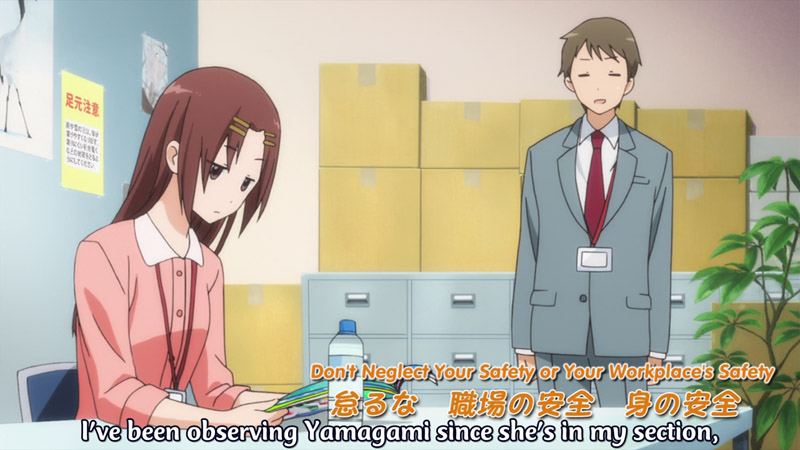 足元注意
Don't Neglect Your Safety or Your Workplace's Safety
怠るな 職場の安全 身の安全
I've been observing Yamagami since she's in my section,